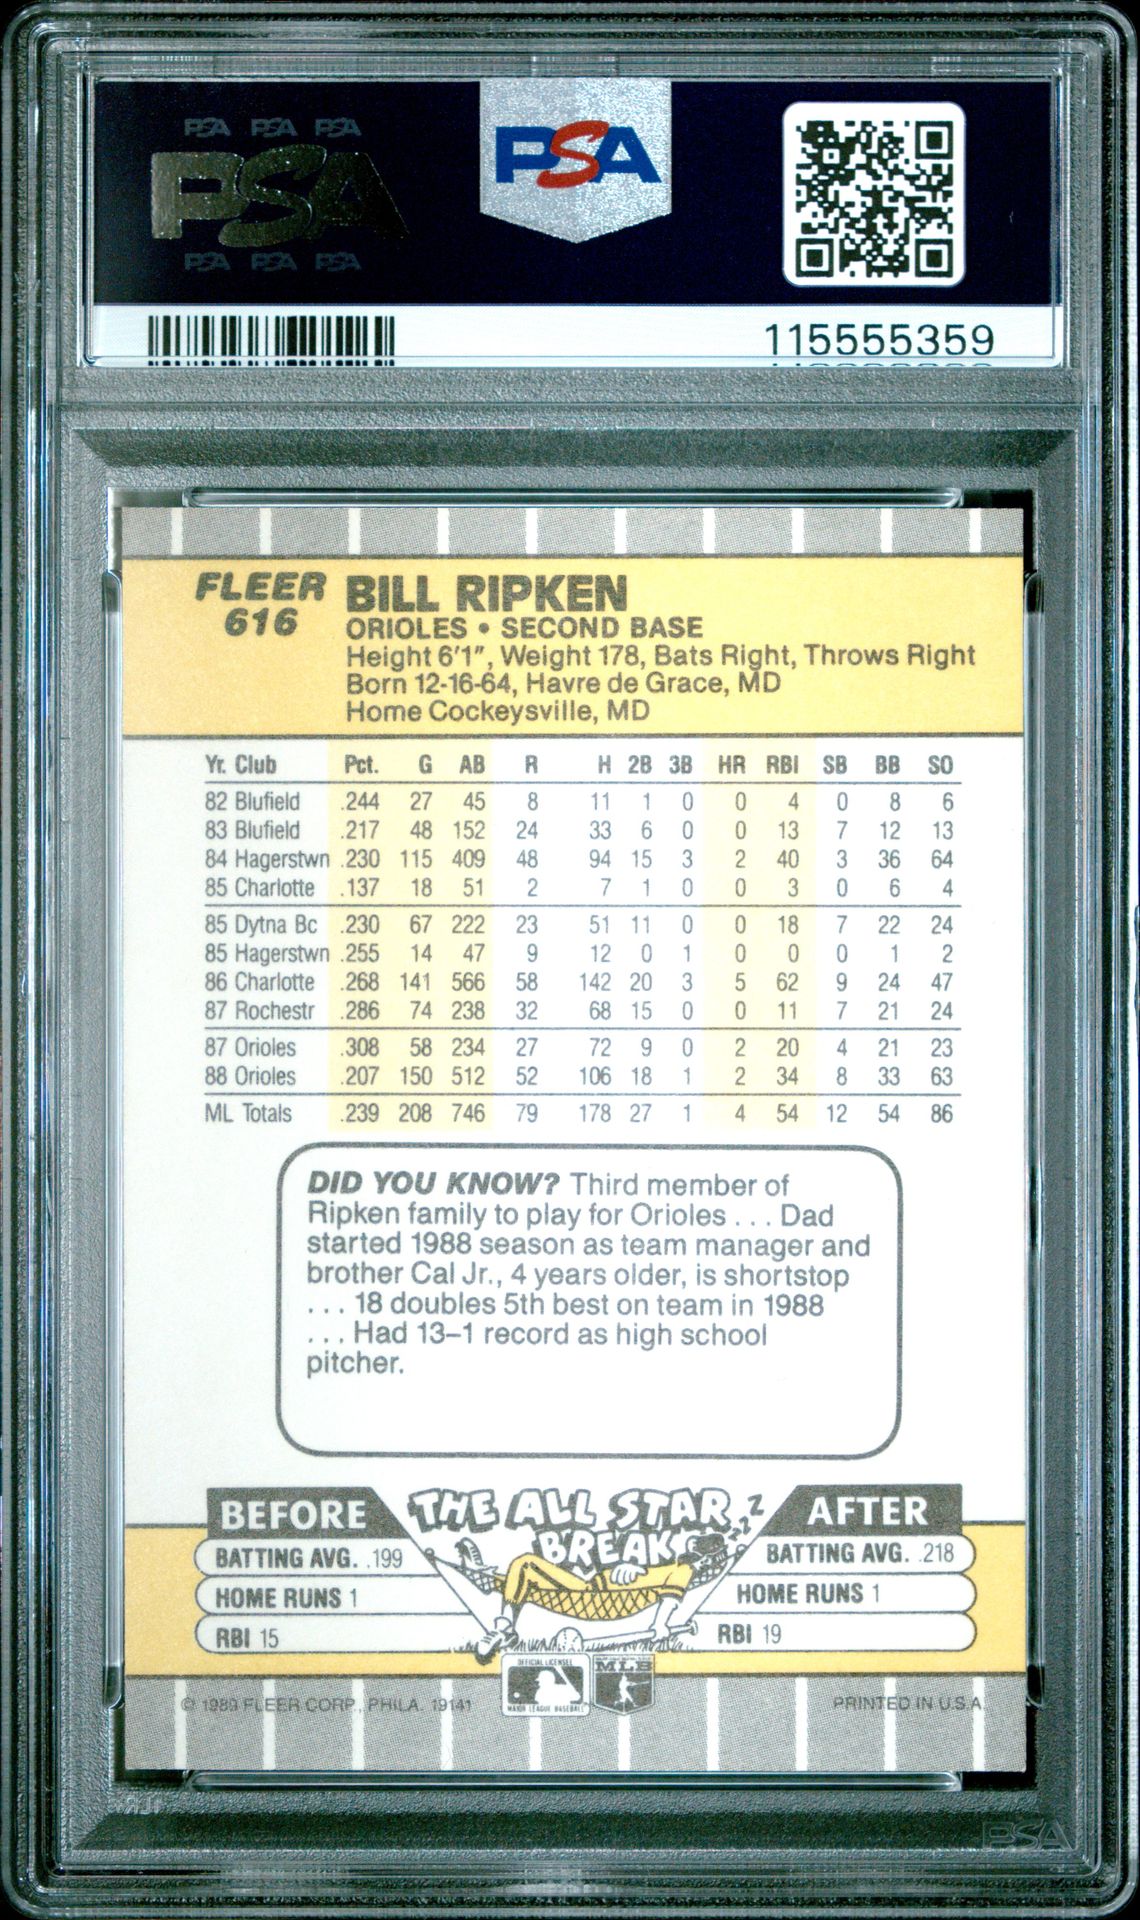 PSA PSA PSA
PSA
PSA PSA PSA
PSA
115555359
FLEER
616
BILL RIPKEN
ORIOLES • SECOND BASE
Height 6'1", Weight 178, Bats Right, Throws Right
Born 12-16-64, Havre de Grace, MD
Home Cockeysville, MD
Yr. Club Pct. G AB R H 2B 3B HR RBI SB BB SO
82 Blufield .244 27 45 8 11 1 0 0 4 0 8 6
83 Blufield .217 48 152 24 33 6 0 0 13 7 12 13
84 Hagerstwn .230 115 409 48 94 15 3 2 40 3 36 64
85 Charlotte .137 18 51 2 7 1 0 0 3 0 6 4
85 Dytna Bc .230 67 222 23 51 11 0 0 18 7 22 24
85 Hagerstwn .255 14 47 9 12 0 1 0 0 0 1 2
86 Charlotte .268 141 566 58 142 20 3 5 62 9 24 47
87 Rochestr .286 74 238 32 68 15 0 0 11 7 21 24
87 Orioles .308 58 234 27 72 9 0 2 20 4 21 23
88 Orioles .207 150 512 52 106 18 1 2 34 8 33 63
ML Totals .239 208 746 79 178 27 1 4 54 12 54 86
DID YOU KNOW? Third member of
Ripken family to play for Orioles . . . Dad
started 1988 season as team manager and
brother Cal Jr., 4 years older, is shortstop
. . . 18 doubles 5th best on team in 1988
. . . Had 13–1 record as high school
pitcher.
BEFORE
THE ALL STAR
BREAK
ZZZZ
AFTER
BATTING AVG. .199
HOME RUNS 1
RBI 15
BATTING AVG. .218
HOME RUNS 1
RBI 19
OFFICIAL LICENSEE
MAJOR LEAGUE BASEBALL
MLB
© 1989 FLEER CORP., PHILA. 19141
PRINTED IN U.S.A.
PSA